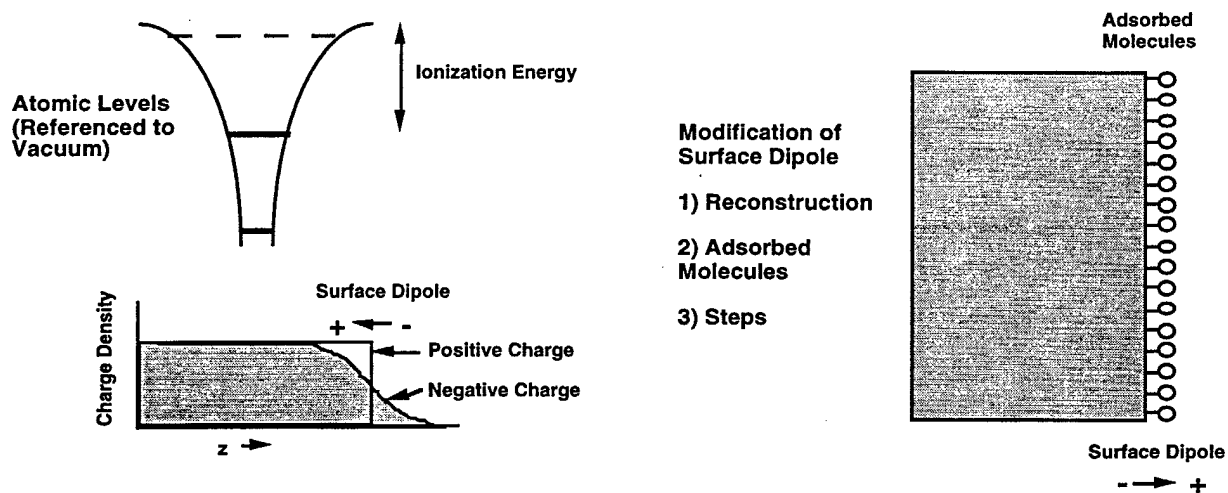 Atomic Levels
(Referenced to
Vacuum)
Ionization Energy
Surface Dipole
+ -
Positive Charge
Negative Charge
Charge Density
z
Modification of
Surface Dipole
1) Reconstruction
2) Adsorbed
Molecules
3) Steps
Adsorbed
Molecules
Surface Dipole
- +